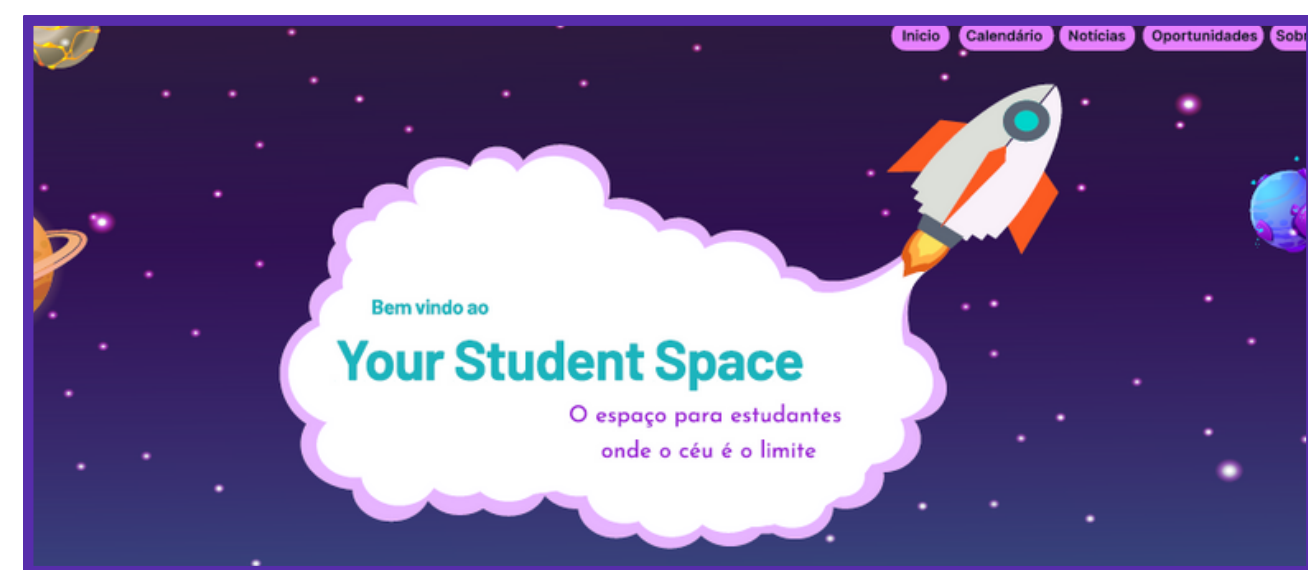 Inicio Calendário Notícias Oportunidades
Bem vindo ao
Your Student Space
O espaço para estudantes
onde o céu é o limite